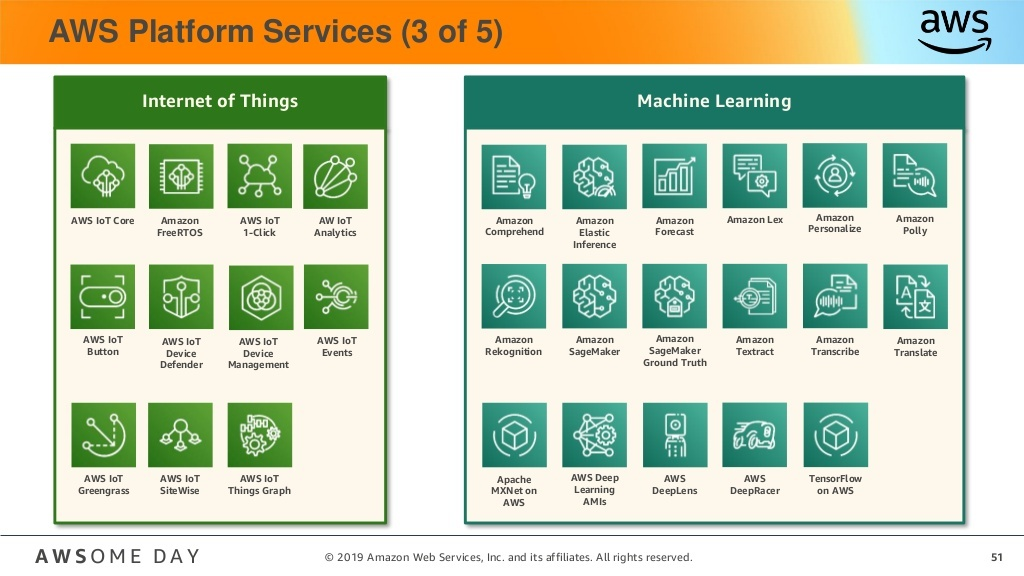 AWS Platform Services (3 of 5)
aws
Internet of Things
AWS IoT Core
Amazon
FreeRTOS
AWS IoT
1-Click
AW IoT
Analytics
AWS IoT
Button
AWS IoT
Device
Defender
AWS IoT
Device
Management
AWS IoT
Events
AWS IoT
Greengrass
AWS IoT
SiteWise
AWS IoT
Things Graph
Machine Learning
Amazon
Comprehend
Amazon
Elastic
Inference
Amazon
Forecast
Amazon Lex
Amazon
Personalize
Amazon
Polly
Amazon
Rekognition
Amazon
SageMaker
Amazon
SageMaker
Ground Truth
Amazon
Textract
Amazon
Transcribe
Amazon
Translate
A
文
Apache
MXNet on
AWS
AWS Deep
Learning
AMIs
AWS
DeepLens
AWS
DeepRacer
TensorFlow
on AWS
AWSOME DAY
© 2019 Amazon Web Services, Inc. and its affiliates. All rights reserved.
51